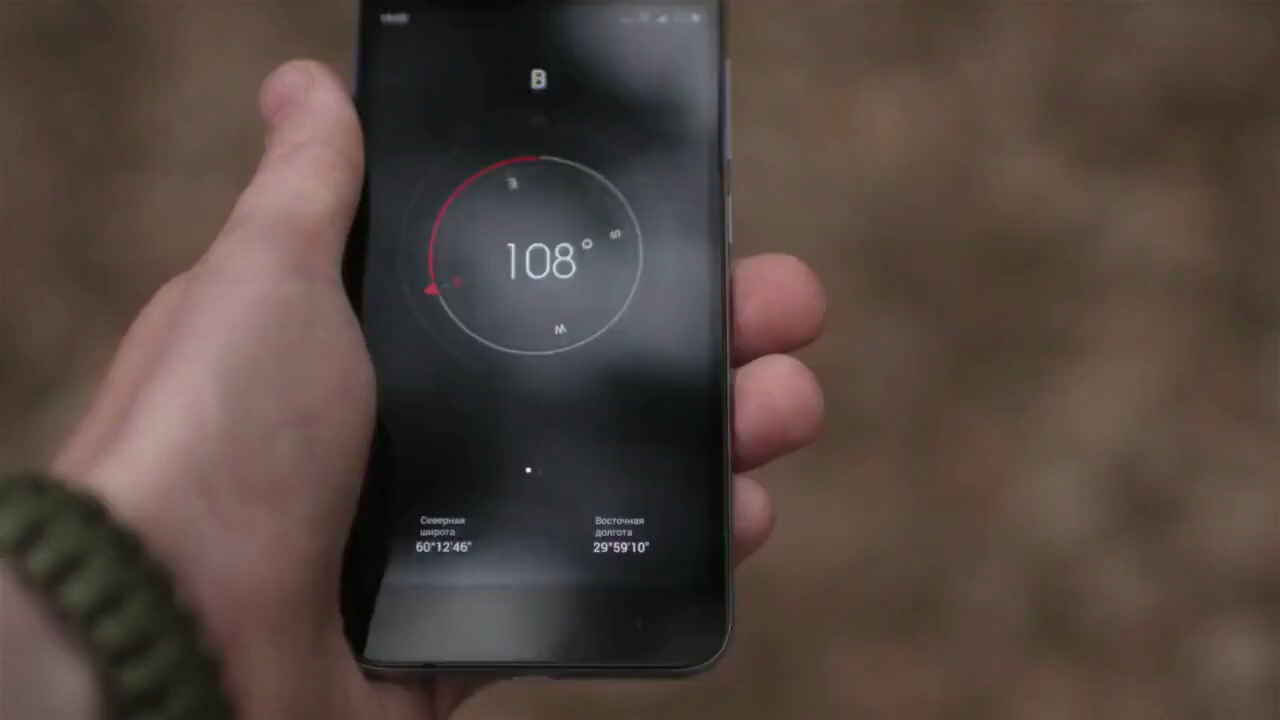 В
E
S
108°
W
Северная
широта
60°12'46"
Восточная
долгота
29°59'10"